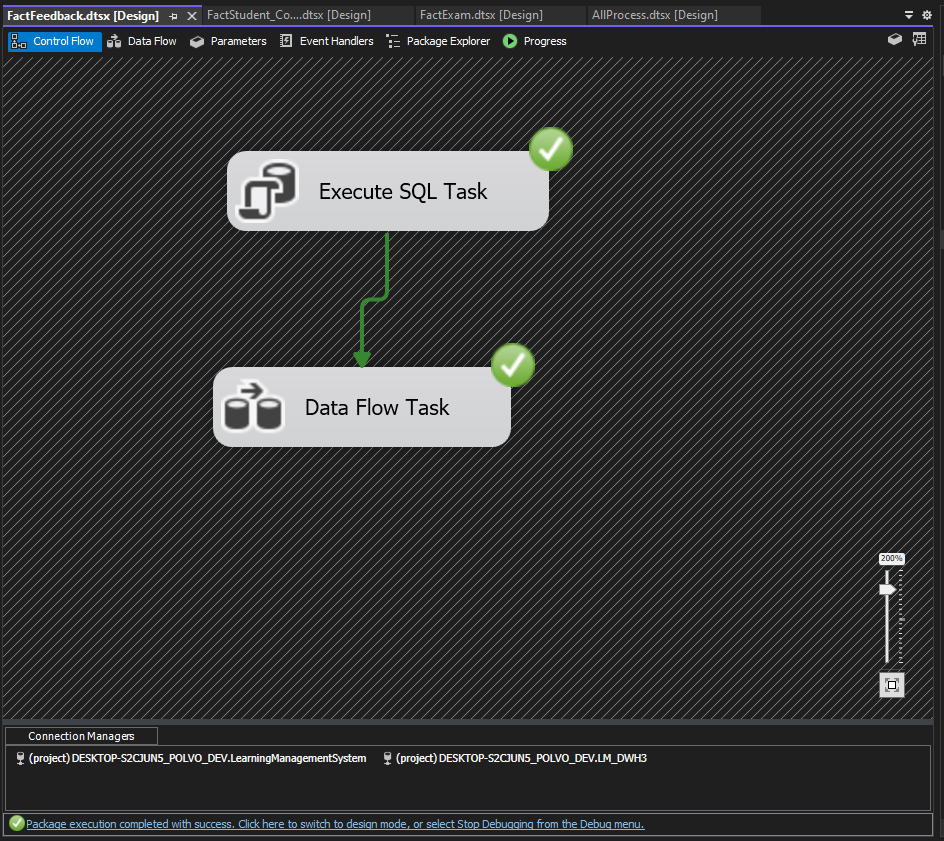 FactFeedback.dtsx [Design] FactStudent_Co....dtsx [Design] FactExam.dtsx [Design] AllProcess.dtsx [Design]
Control Flow Data Flow Parameters Event Handlers Package Explorer Progress
Execute SQL Task
Data Flow Task
200%
Connection Managers
(project) DESKTOP-S2CJUN5_POLVO_DEV.LearningManagementSystem (project) DESKTOP-S2CJUN5_POLVO_DEV.LM_DWH3
Package execution completed with success. Click here to switch to design mode, or select Stop Debugging from the Debug menu.